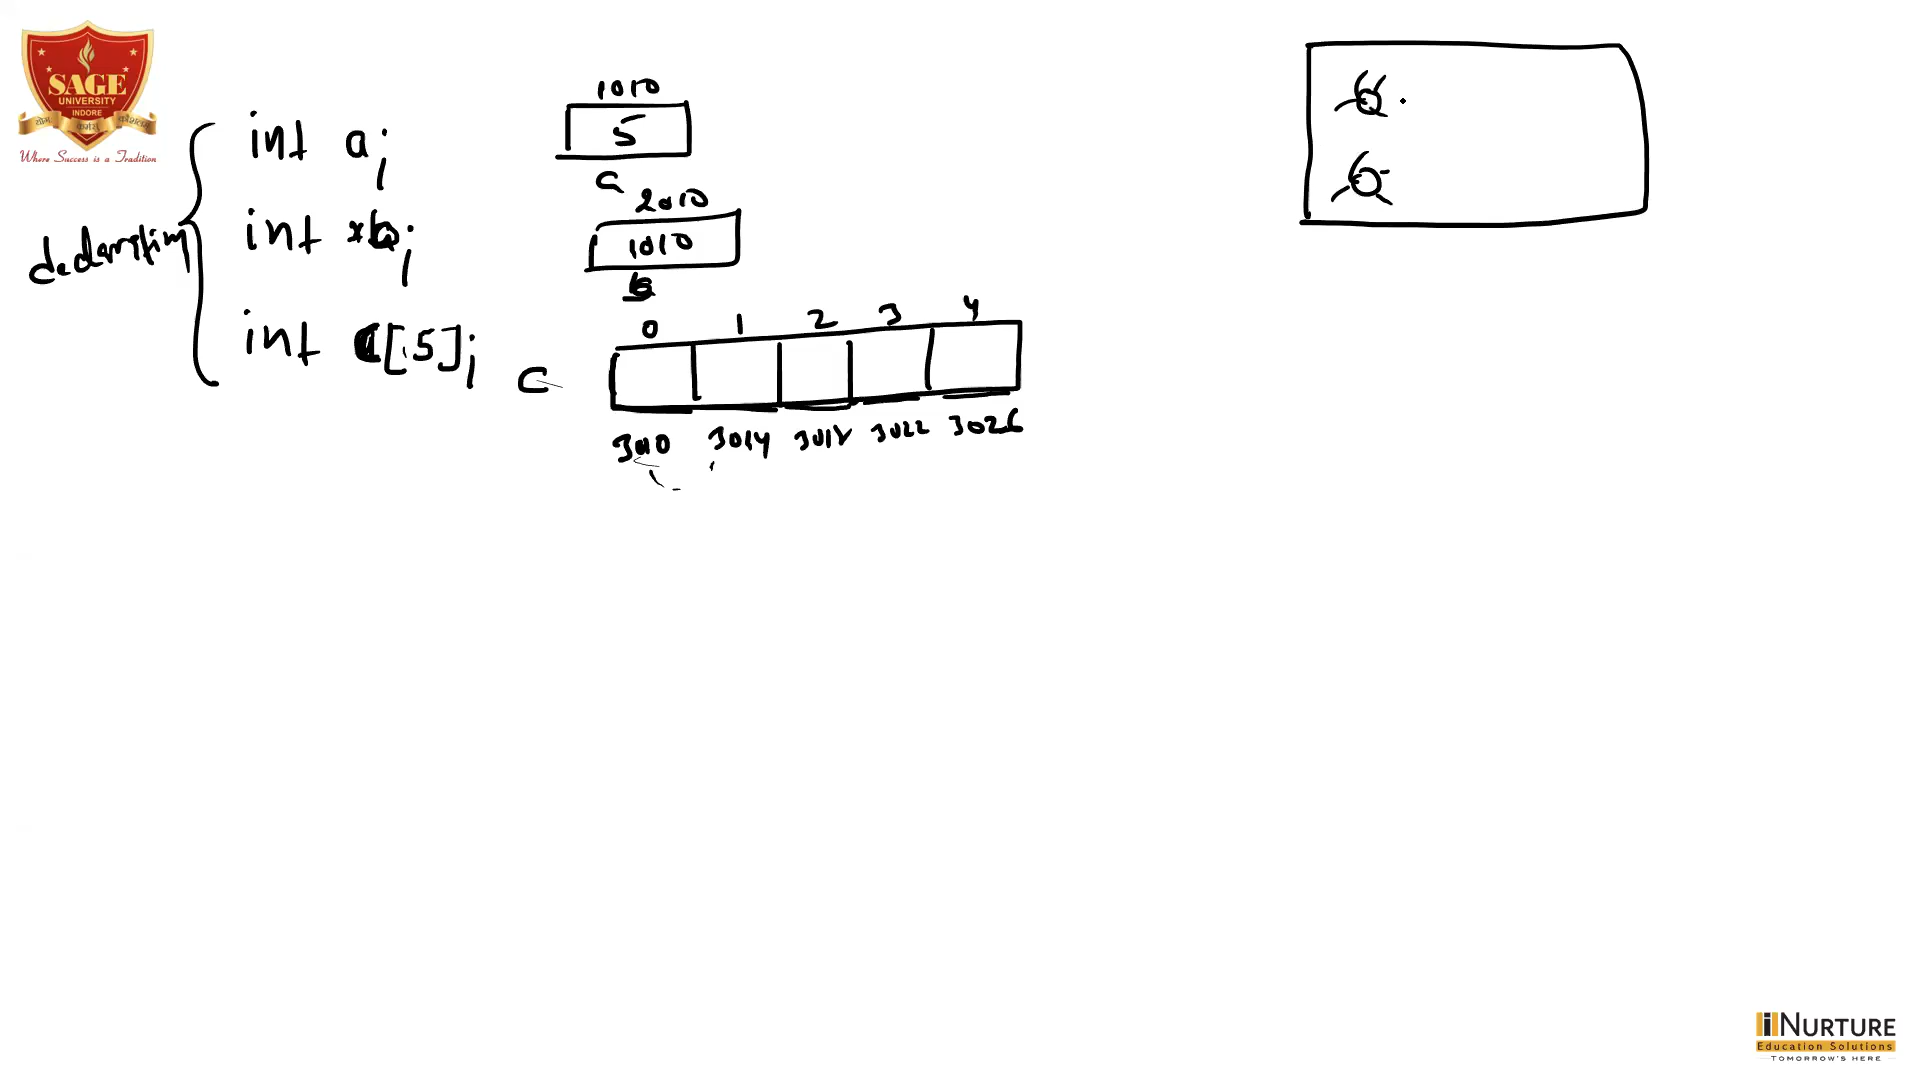 SAGE
UNIVERSITY
INDORE
Where Success is a Tradition
declaration
int a;
int *b;
int c[5];
1010
5
a
2010
1010
b
0 1 2 3 4
c
3010 3014 3018 3022 3026
iNURTURE
Education Solutions
TOMORROW'S HERE